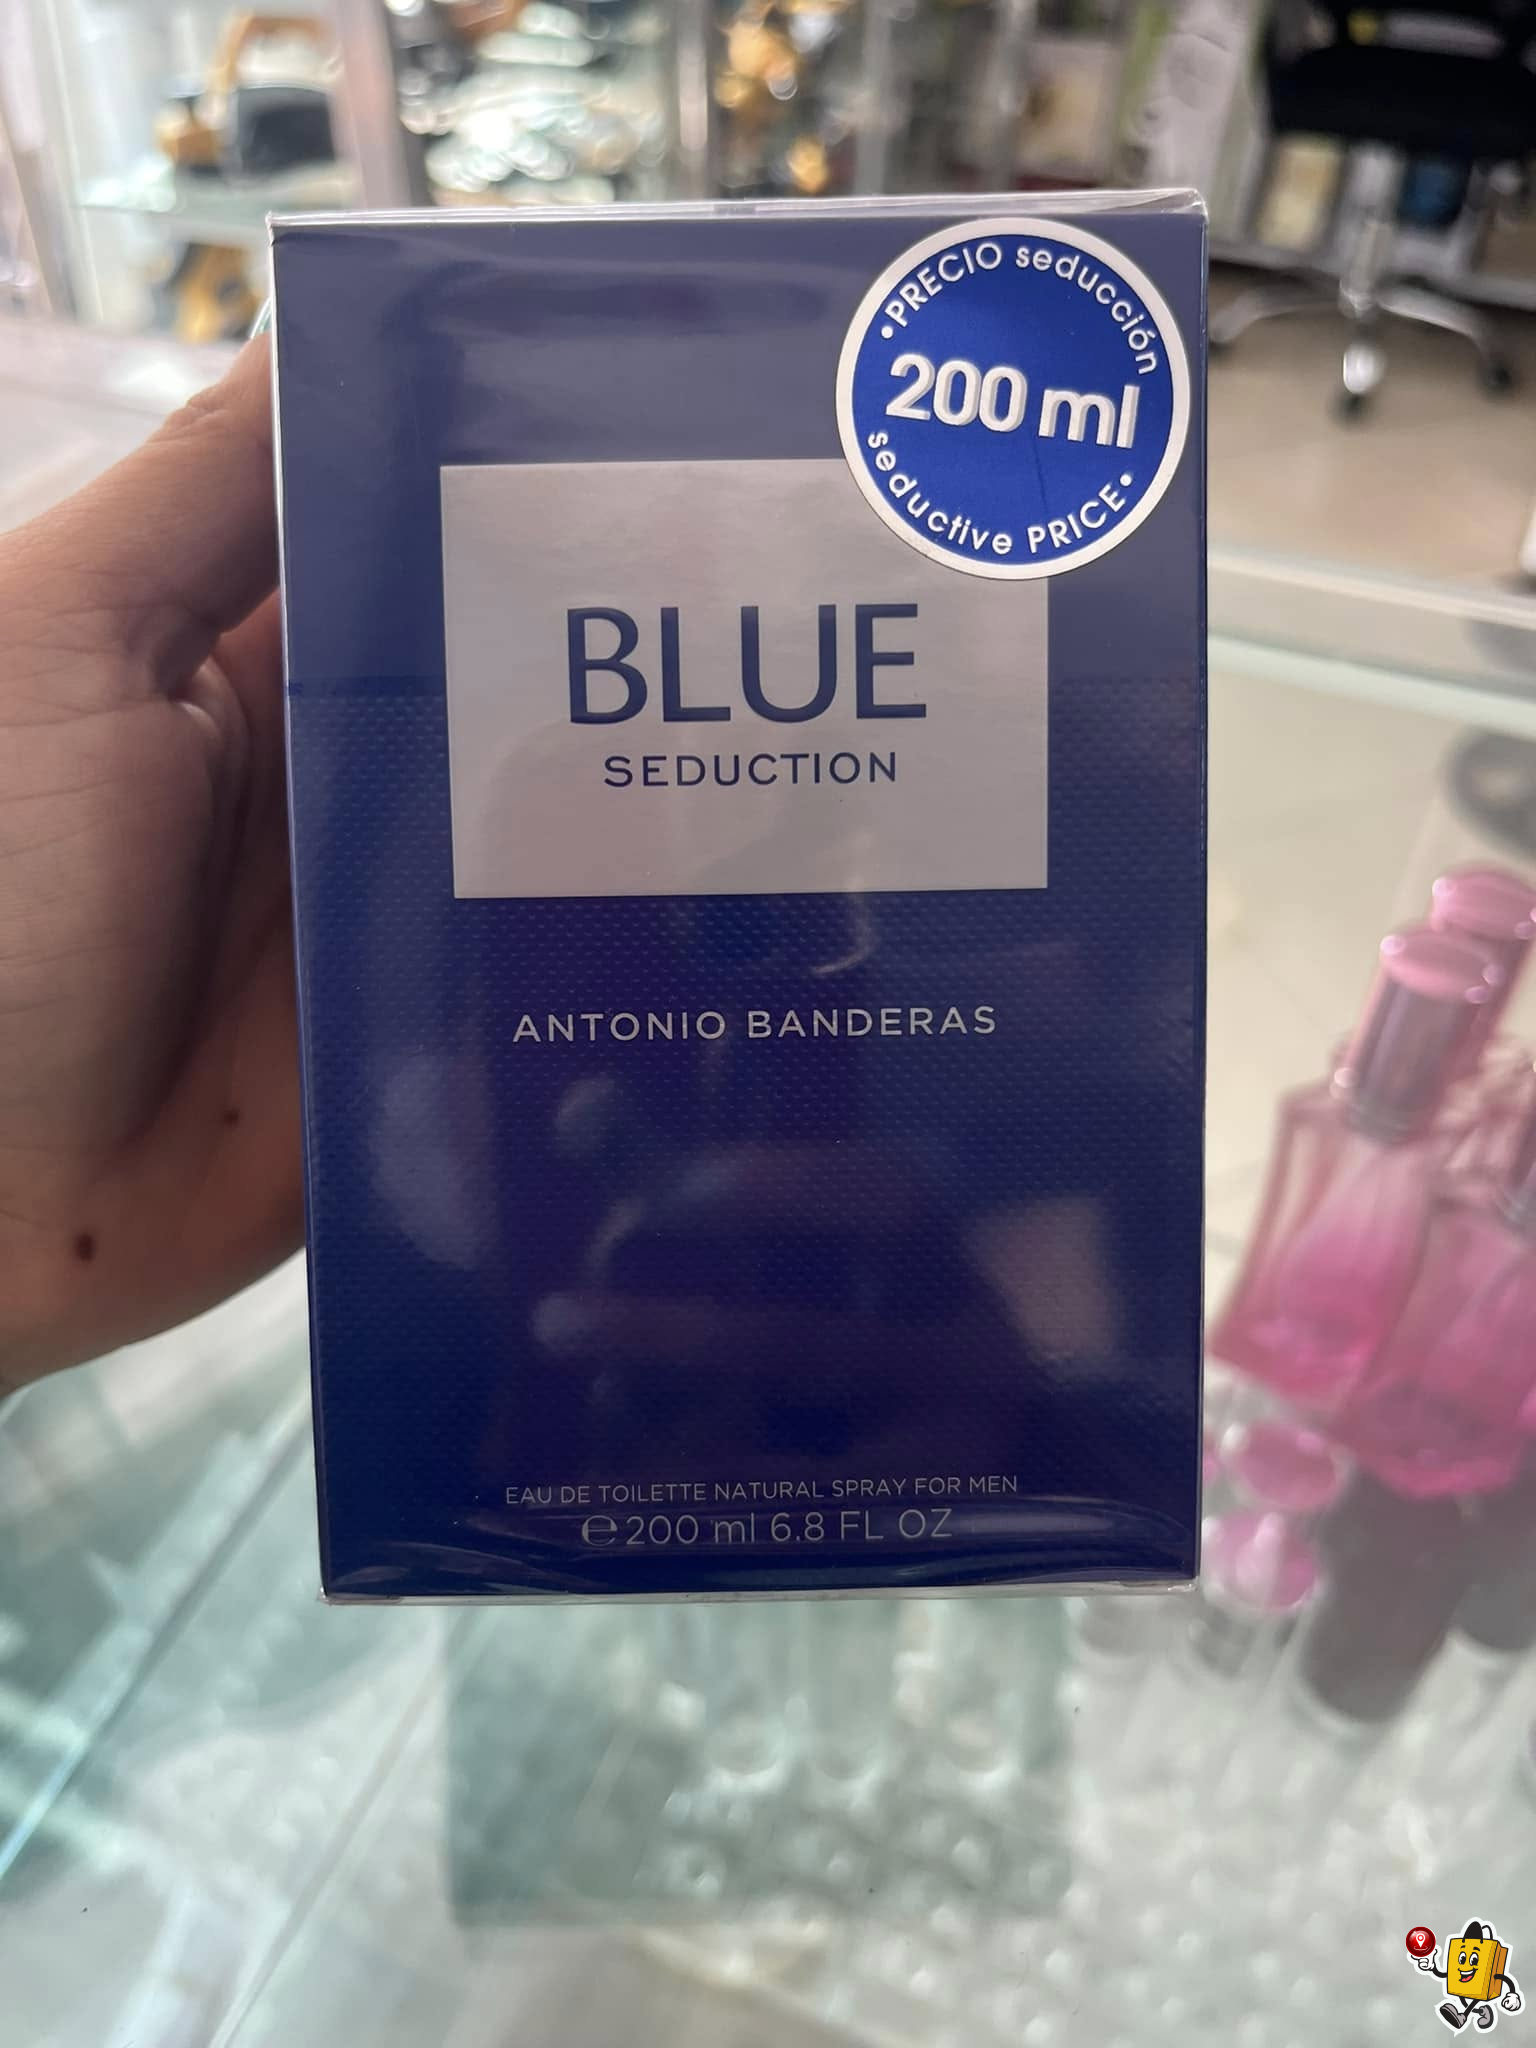 •PRECIO seducción
200 ml
seductive PRICE•
BLUE
SEDUCTION
ANTONIO BANDERAS
EAU DE TOILETTE NATURAL SPRAY FOR MEN
℮200 ml 6.8 FL OZ